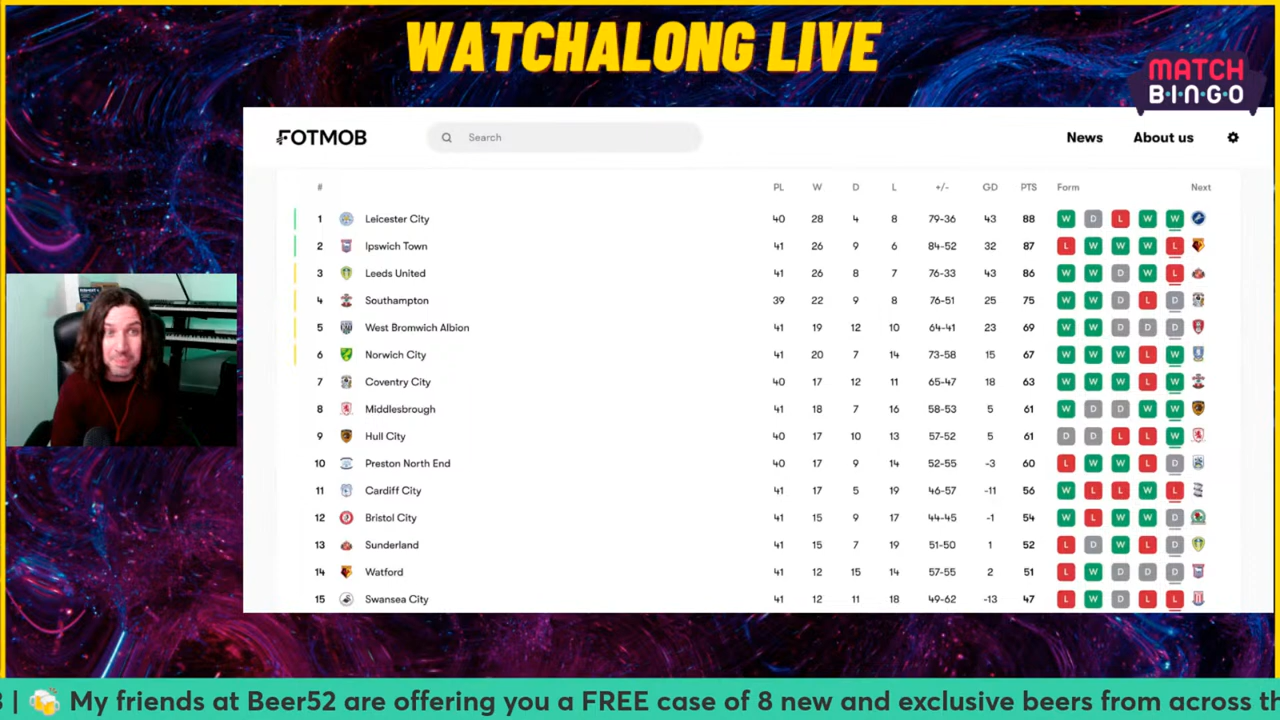 WATCHALONG LIVE
MATCH
B·I·N·G·O
FOTMOB Search News About us
# PL W D L +/- GD PTS Form Next
1 Leicester City 40 28 4 8 79-36 43 88 W D L W W
2 Ipswich Town 41 26 9 6 84-52 32 87 L W W W L
3 Leeds United 41 26 8 7 76-33 43 86 W W D W L
4 Southampton 39 22 9 8 76-51 25 75 W W D L D
5 West Bromwich Albion 41 19 12 10 64-41 23 69 W W D D D
6 Norwich City 41 20 7 14 73-58 15 67 W W W L W
7 Coventry City 40 17 12 11 65-47 18 63 W W W L W
8 Middlesbrough 41 18 7 16 58-53 5 61 W D D W W
9 Hull City 40 17 10 13 57-52 5 61 D D L L W
10 Preston North End 40 17 9 14 52-55 -3 60 L W W L D
11 Cardiff City 41 17 5 19 46-57 -11 56 W L L W L
12 Bristol City 41 15 9 17 44-45 -1 54 W L W W D
13 Sunderland 41 15 7 19 51-50 1 52 L D W L D
14 Watford 41 12 15 14 57-55 2 51 L W D D D
15 Swansea City 41 12 11 18 49-62 -13 47 L W D L L
| My friends at Beer52 are offering you a FREE case of 8 new and exclusive beers from across th